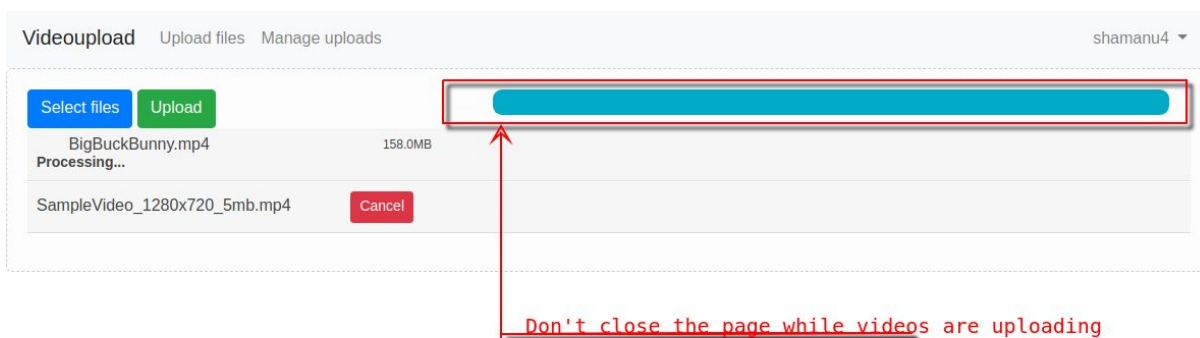 Videoupload Upload files Manage uploads shamanu4
Select files Upload
BigBuckBunny.mp4 158.0MB
Processing...
SampleVideo_1280x720_5mb.mp4 Cancel
Don't close the page while videos are uploading